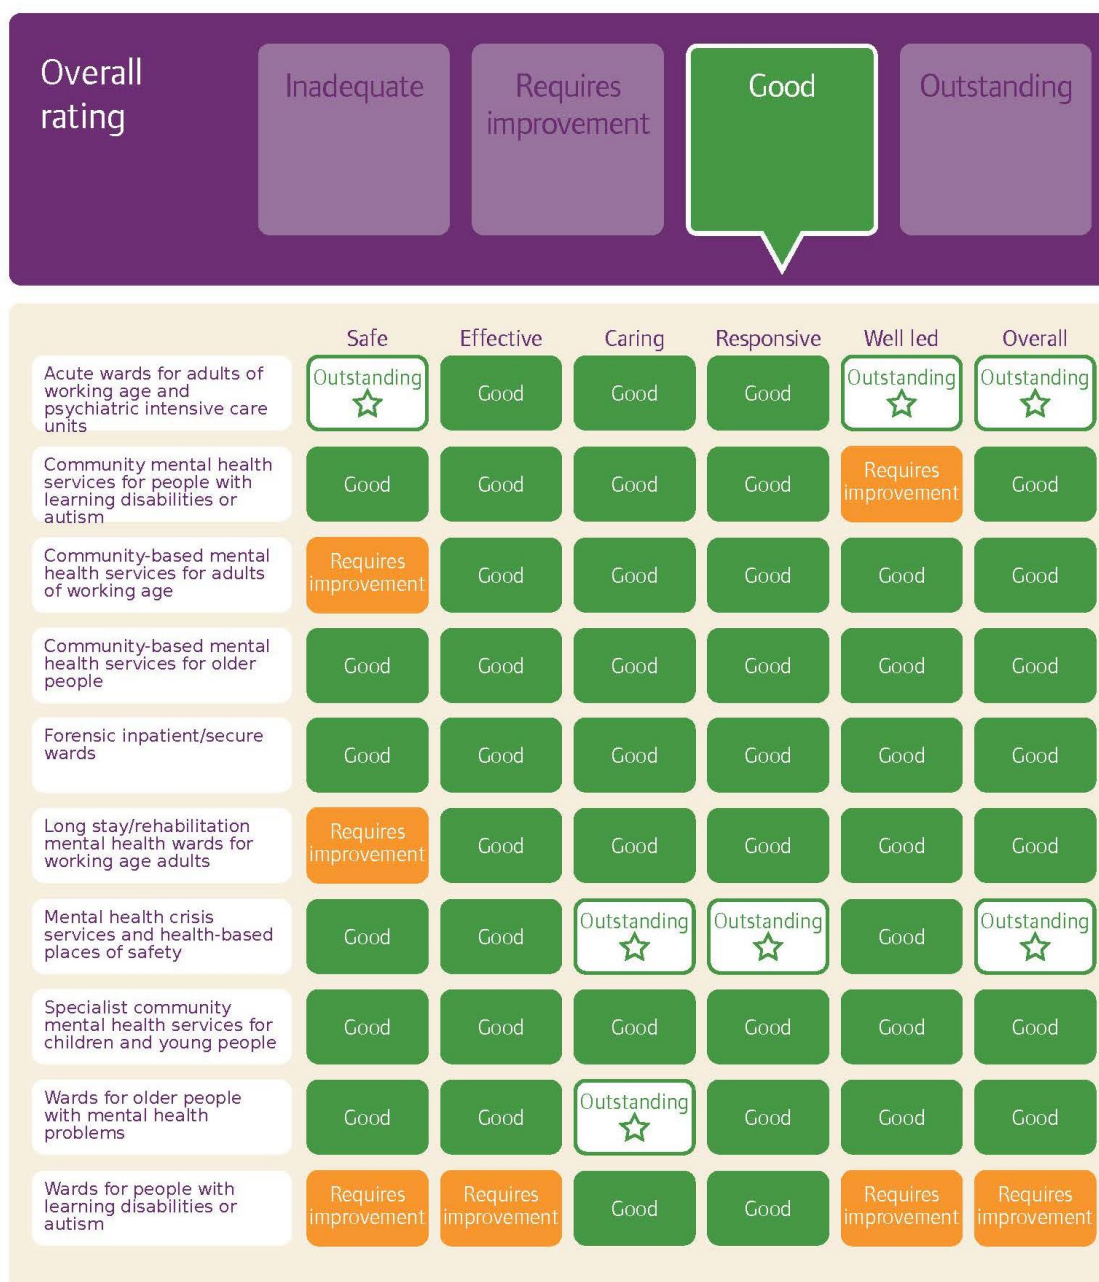 Overall
rating
Inadequate
Requires
improvement
Good
Outstanding
Safe Effective Caring Responsive Well led Overall
Acute wards for adults of
working age and
psychiatric intensive care
units
Outstanding Good Good Good Outstanding Outstanding
Community mental health
services for people with
learning disabilities or
autism
Good Good Good Good Requires
improvement Good
Community-based mental
health services for adults
of working age
Requires
improvement Good Good Good Good Good
Community-based mental
health services for older
people
Good Good Good Good Good Good
Forensic inpatient/secure
wards
Good Good Good Good Good Good
Long stay/rehabilitation
mental health wards for
working age adults
Requires
improvement Good Good Good Good Good
Mental health crisis
services and health-based
places of safety
Good Good Outstanding Outstanding Good Outstanding
Specialist community
mental health services for
children and young people
Good Good Good Good Good Good
Wards for older people
with mental health
problems
Good Good Outstanding Good Good Good
Wards for people with
learning disabilities or
autism
Requires
improvement Requires
improvement Good Good Requires
improvement Requires
improvement